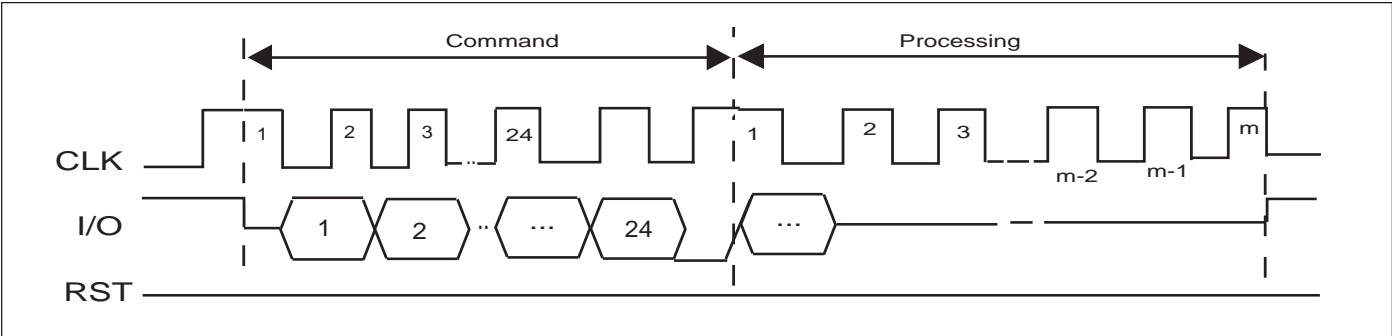 Command Processing
CLK 1 2 3 .. 24 1 2 3 m-2 m-1 m
I/O 1 2 .. ... 24 ...
RST